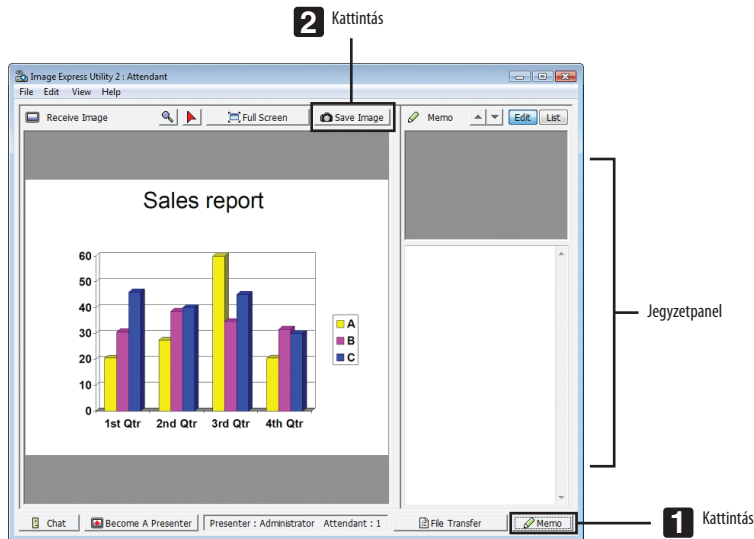 2 Kattintás
Image Express Utility 2 : Attendant
File Edit View Help
Receive Image Full Screen Save Image Memo Edit List
Sales report
60
50
40
30
20
10
0
1st Qtr 2nd Qtr 3rd Qtr 4th Qtr
A
B
C
Jegyzetpanel
Chat Become A Presenter Presenter : Administrator Attendant : 1 File Transfer Memo
1 Kattintás